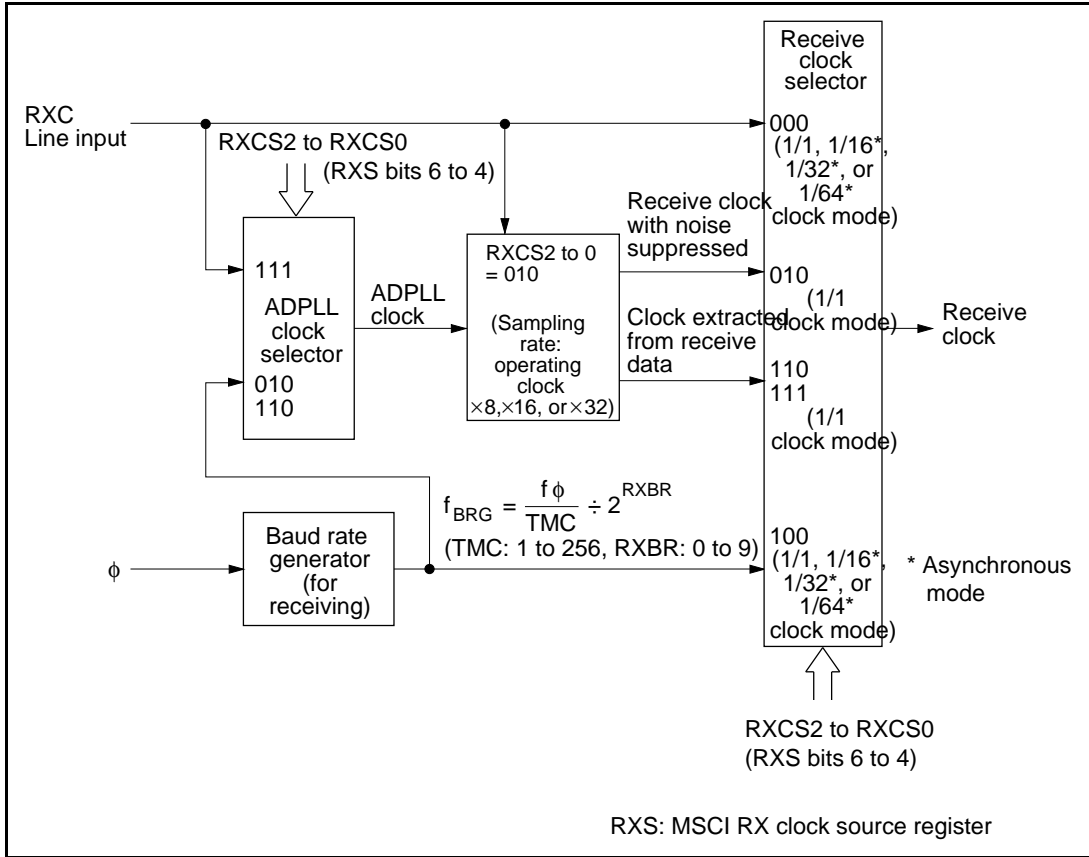 Receive
clock
selector
RXC
Line input
RXCS2 to RXCS0
(RXS bits 6 to 4)
000
(1/1, 1/16*,
1/32*, or
1/64*
clock mode)
111
ADPLL
clock
selector
010
110
ADPLL
clock
RXCS2 to 0
= 010
(Sampling
rate:
operating
clock
×8,×16, or×32)
Receive clock
with noise
suppressed
Clock extracted
from receive
data
010
(1/1
clock mode)
110
111
(1/1
clock mode)
Receive
clock
f BRG = fϕ / TMC ÷ 2 RXBR
(TMC: 1 to 256, RXBR: 0 to 9)
ϕ
Baud rate
generator
(for
receiving)
100
(1/1, 1/16*,
1/32*, or
1/64*
clock mode)
* Asynchronous
mode
RXCS2 to RXCS0
(RXS bits 6 to 4)
RXS: MSCI RX clock source register